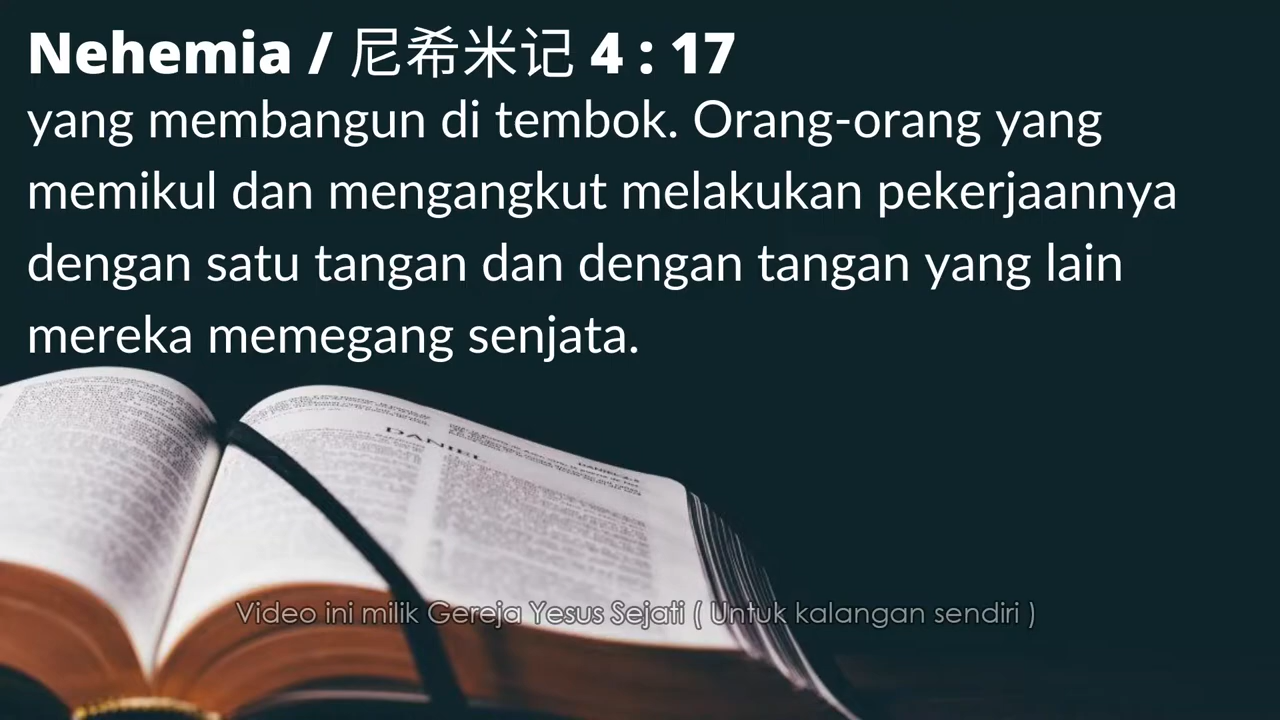 Nehemia / 尼希米记 4 : 17
yang membangun di tembok. Orang-orang yang
memikul dan mengangkut melakukan pekerjaannya
dengan satu tangan dan dengan tangan yang lain
mereka memegang senjata.
DANIEL
Video ini milik Gereja Yesus Sejati ( Untuk kalangan sendiri )